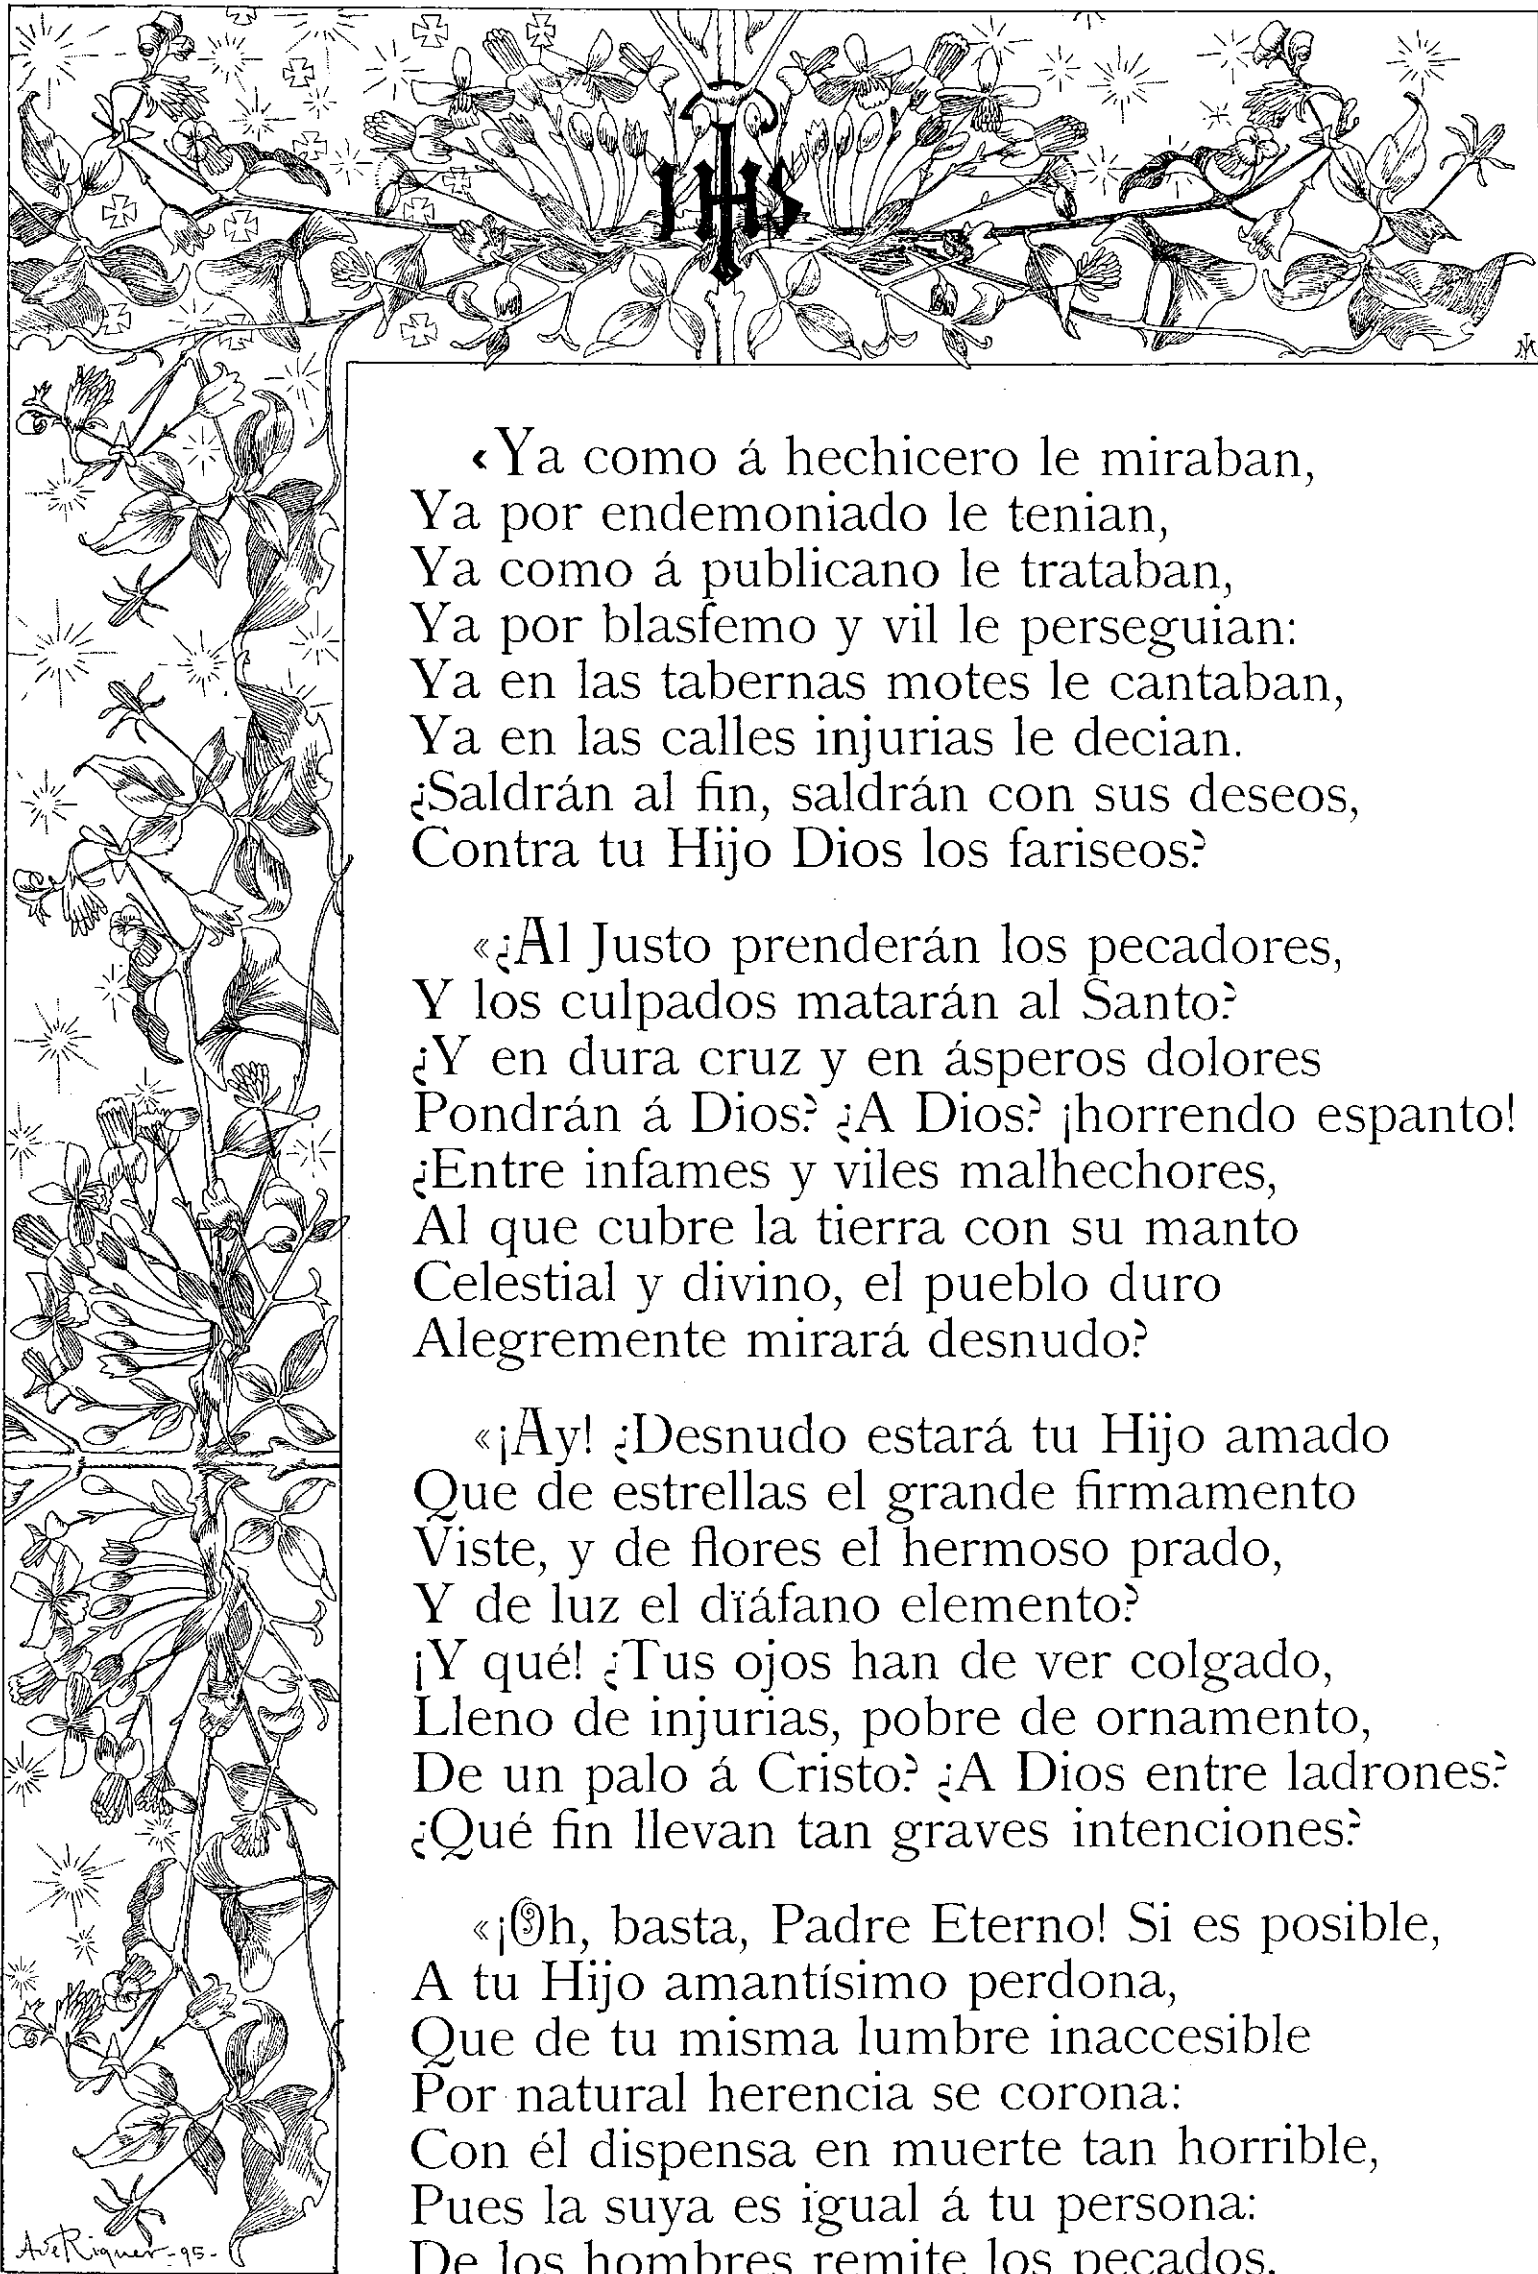 IHS
‹Ya como á hechicero le miraban,
Ya por endemoniado le tenian,
Ya como á publicano le trataban,
Ya por blasfemo y vil le perseguian:
Ya en las tabernas motes le cantaban,
Ya en las calles injurias le decian.
¿Saldrán al fin, saldrán con sus deseos,
Contra tu Hijo Dios los fariseos?
«¿Al Justo prenderán los pecadores,
Y los culpados matarán al Santo?
¿Y en dura cruz y en ásperos dolores
Pondrán á Dios? ¿A Dios? ¡horrendo espanto!
¿Entre infames y viles malhechores,
Al que cubre la tierra con su manto
Celestial y divino, el pueblo duro
Alegremente mirará desnudo?
«¡Ay! ¿Desnudo estará tu Hijo amado
Que de estrellas el grande firmamento
Viste, y de flores el hermoso prado,
Y de luz el dïáfano elemento?
¡Y qué! ¿Tus ojos han de ver colgado,
Lleno de injurias, pobre de ornamento,
De un palo á Cristo? ¿A Dios entre ladrones?
¿Qué fin llevan tan graves intenciones?
«¡Oh, basta, Padre Eterno! Si es posible,
A tu Hijo amantísimo perdona,
Que de tu misma lumbre inaccesible
Por natural herencia se corona:
Con él dispensa en muerte tan horrible,
Pues la suya es igual á tu persona:
De los hombres remite los pecados,
A de Riquer-95-